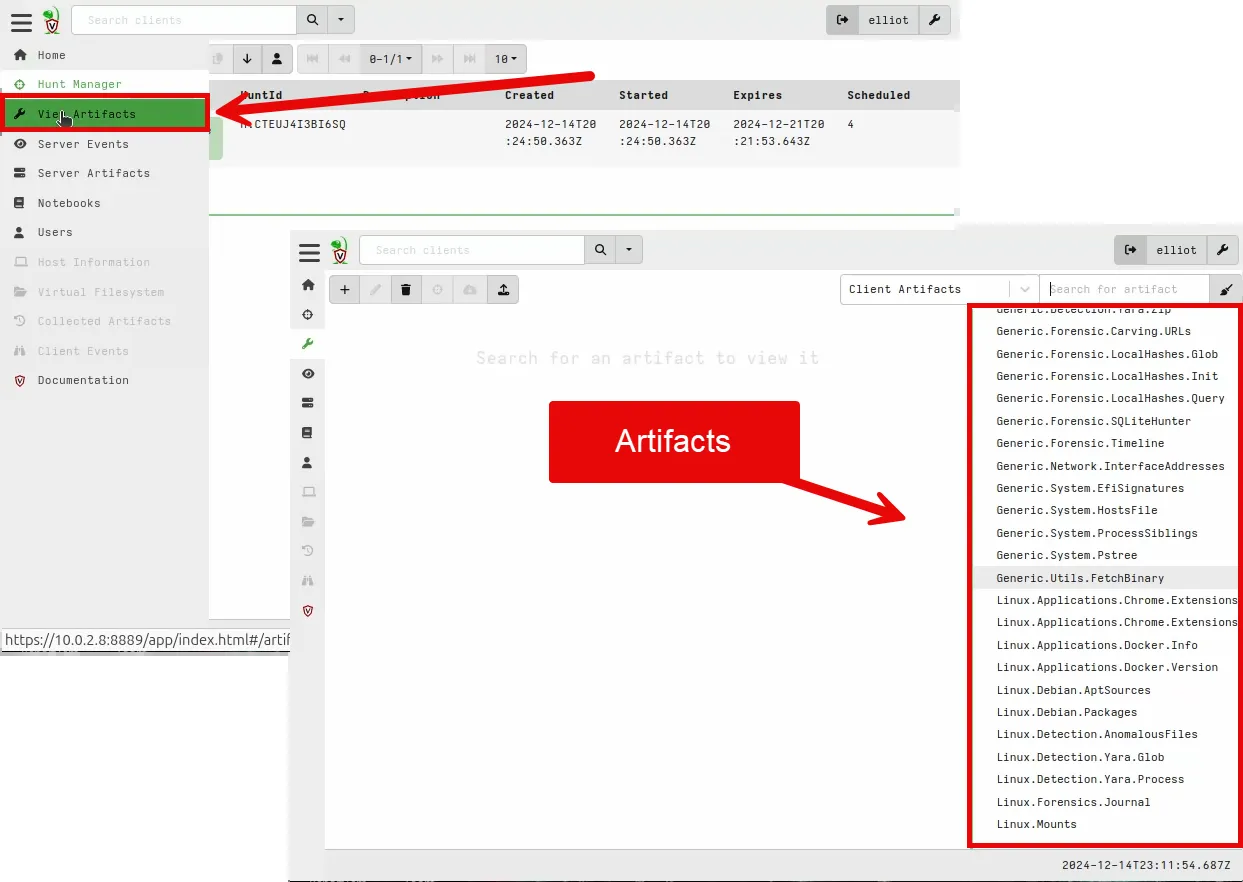 Search clients
elliot
Home
Hunt Manager
View Artifacts
Server Events
Server Artifacts
Notebooks
Users
Host Information
Virtual Filesystem
Collected Artifacts
Client Events
Documentation
0-1/1
10
HuntId Description Created Started Expires Scheduled
H.CTEUJ4I3BI6SQ 2024-12-14T20 2024-12-14T20 2024-12-21T20 4
:24:50.363Z :24:50.363Z :21:53.643Z
https://10.0.2.8:8889/app/index.html#/artif
Search clients
elliot
Client Artifacts
Search for artifact
Search for an artifact to view it
Artifacts
Generic.Detection.Yara.Zip
Generic.Forensic.Carving.URLs
Generic.Forensic.LocalHashes.Glob
Generic.Forensic.LocalHashes.Init
Generic.Forensic.LocalHashes.Query
Generic.Forensic.SQLiteHunter
Generic.Forensic.Timeline
Generic.Network.InterfaceAddresses
Generic.System.EfiSignatures
Generic.System.HostsFile
Generic.System.ProcessSiblings
Generic.System.Pstree
Generic.Utils.FetchBinary
Linux.Applications.Chrome.Extensions
Linux.Applications.Chrome.Extensions
Linux.Applications.Docker.Info
Linux.Applications.Docker.Version
Linux.Debian.AptSources
Linux.Debian.Packages
Linux.Detection.AnomalousFiles
Linux.Detection.Yara.Glob
Linux.Detection.Yara.Process
Linux.Forensics.Journal
Linux.Mounts
2024-12-14T23:11:54.687Z